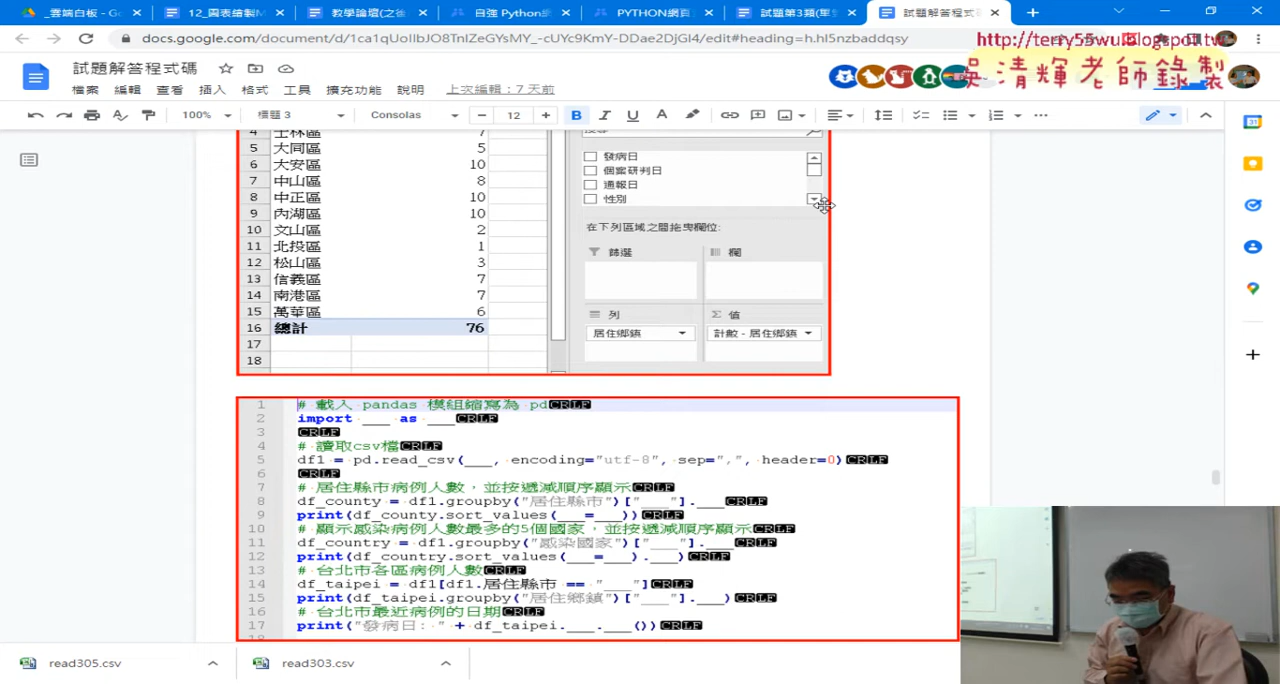 _雲端白板 - Go
12_圖表繪製M
教學論壇(之後
自強 Python網
PYTHON網頁
試題第3類(年
試題解答程式碼
docs.google.com/document/d/1ca1qUoIlbJO8TnIZeGYsMY_-cUYc9KmY-DDae2DjGl4/edit#heading=h.hl5nzbaddqsy
http://terry55wu.blogspot.tw
吳清輝老師錄製
試題解答程式碼
檔案 編輯 查看 插入 格式 工具 擴充功能 說明 上次編輯：7 天前
100% 標題 3 Consolas 12
4 士林區 7
5 大同區 5
6 大安區 10
7 中山區 8
8 中正區 10
9 內湖區 10
10 文山區 2
11 北投區 1
12 松山區 3
13 信義區 7
14 南港區 7
15 萬華區 6
16 總計 76
17
18
發病日
個案研判日
通報日
性別
在下列區域之間拖曳欄位:
篩選 欄
列 Σ 值
居住鄉鎮 計數 - 居住鄉鎮
1 # 載入 pandas 模組縮寫為 pdCRLF
2 import ___ as ___CRLF
3 CRLF
4 # 讀取csv檔CRLF
5 df1 = pd.read_csv(___, encoding="utf-8", sep=",", header=0)CRLF
6 CRLF
7 # 居住縣市病例人數，並按遞減順序顯示CRLF
8 df_county = df1.groupby("居住縣市")["___"].___CRLF
9 print(df_county.sort_values(___=___))CRLF
10 # 顯示感染病例人數最多的5個國家，並按遞減順序顯示CRLF
11 df_country = df1.groupby("感染國家")["___"].___CRLF
12 print(df_country.sort_values(___=___).___)CRLF
13 # 台北市各區病例人數CRLF
14 df_taipei = df1[df1.居住縣市 == "___"]CRLF
15 print(df_taipei.groupby("居住鄉鎮")["___"].___)CRLF
16 # 台北市最近病例的日期CRLF
17 print("發病日: " + df_taipei.___.___())CRLF
read305.csv
read303.csv